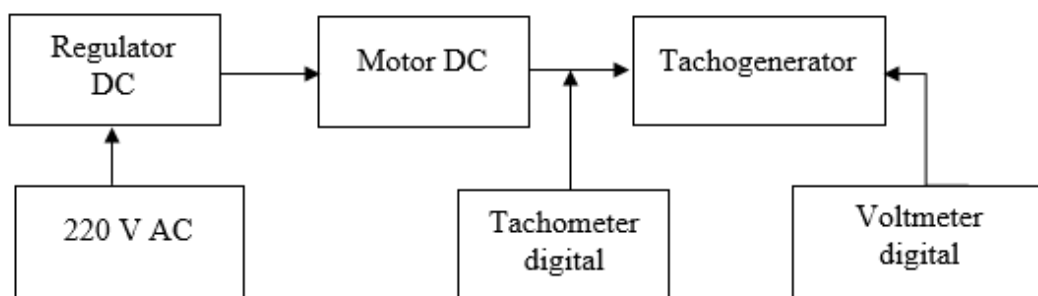 Regulator
DC
Motor DC
Tachogenerator
220 V AC
Tachometer
digital
Voltmeter
digital